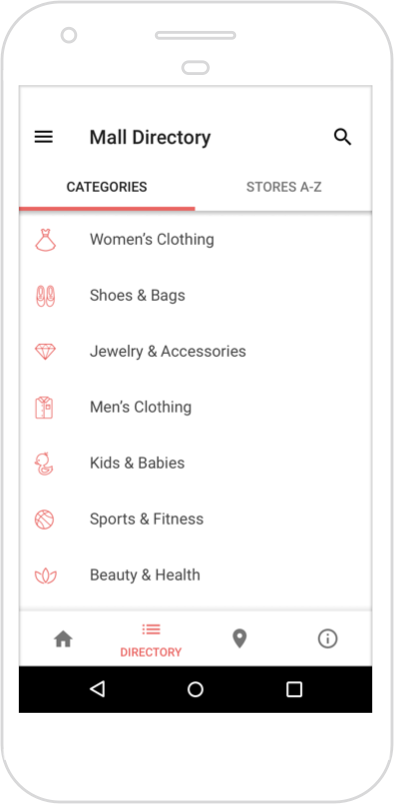 Mall Directory
CATEGORIES
STORES A-Z
Women’s Clothing
Shoes & Bags
Jewelry & Accessories
Men’s Clothing
Kids & Babies
Sports & Fitness
Beauty & Health
DIRECTORY